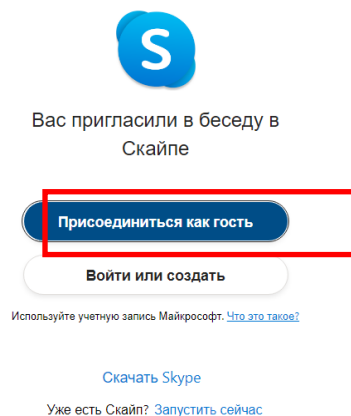 S
Вас пригласили в беседу в
Скайпе
Присоединиться как гость
Войти или создать
Используйте учетную запись Майкрософт. Что это такое?
Скачать Skype
Уже есть Скайп? Запустить сейчас